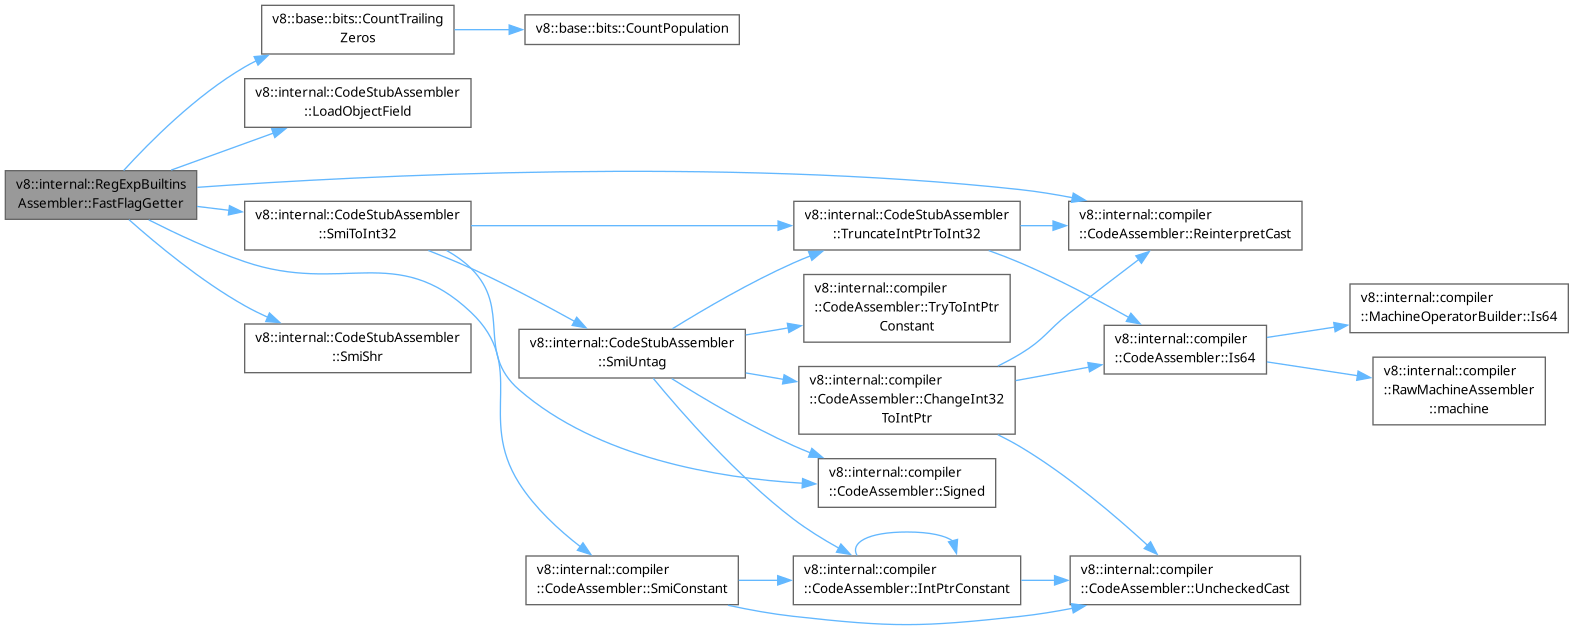 v8::internal::RegExpBuiltins
Assembler::FastFlagGetter
v8::base::bits::CountTrailing
Zeros
v8::base::bits::CountPopulation
v8::internal::CodeStubAssembler
::LoadObjectField
v8::internal::CodeStubAssembler
::SmiToInt32
v8::internal::CodeStubAssembler
::SmiShr
v8::internal::CodeStubAssembler
::SmiUntag
v8::internal::compiler
::CodeAssembler::SmiConstant
v8::internal::CodeStubAssembler
::TruncateIntPtrToInt32
v8::internal::compiler
::CodeAssembler::TryToIntPtr
Constant
v8::internal::compiler
::CodeAssembler::ChangeInt32
ToIntPtr
v8::internal::compiler
::CodeAssembler::Signed
v8::internal::compiler
::CodeAssembler::IntPtrConstant
v8::internal::compiler
::CodeAssembler::ReinterpretCast
v8::internal::compiler
::CodeAssembler::Is64
v8::internal::compiler
::CodeAssembler::UncheckedCast
v8::internal::compiler
::MachineOperatorBuilder::Is64
v8::internal::compiler
::RawMachineAssembler
::machine